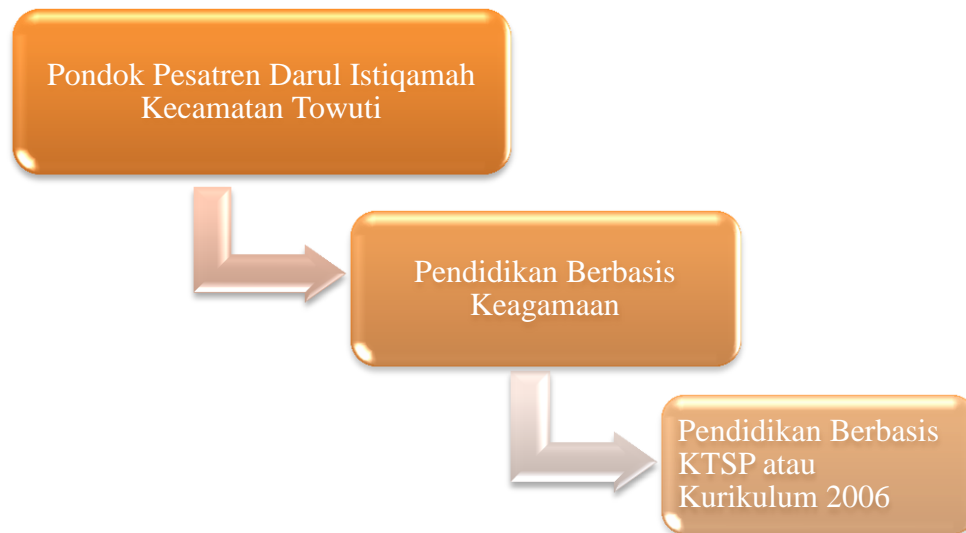 Pondok Pesatren Darul Istiqamah
Kecamatan Towuti
Pendidikan Berbasis
Keagamaan
Pendidikan Berbasis
KTSP atau
Kurikulum 2006